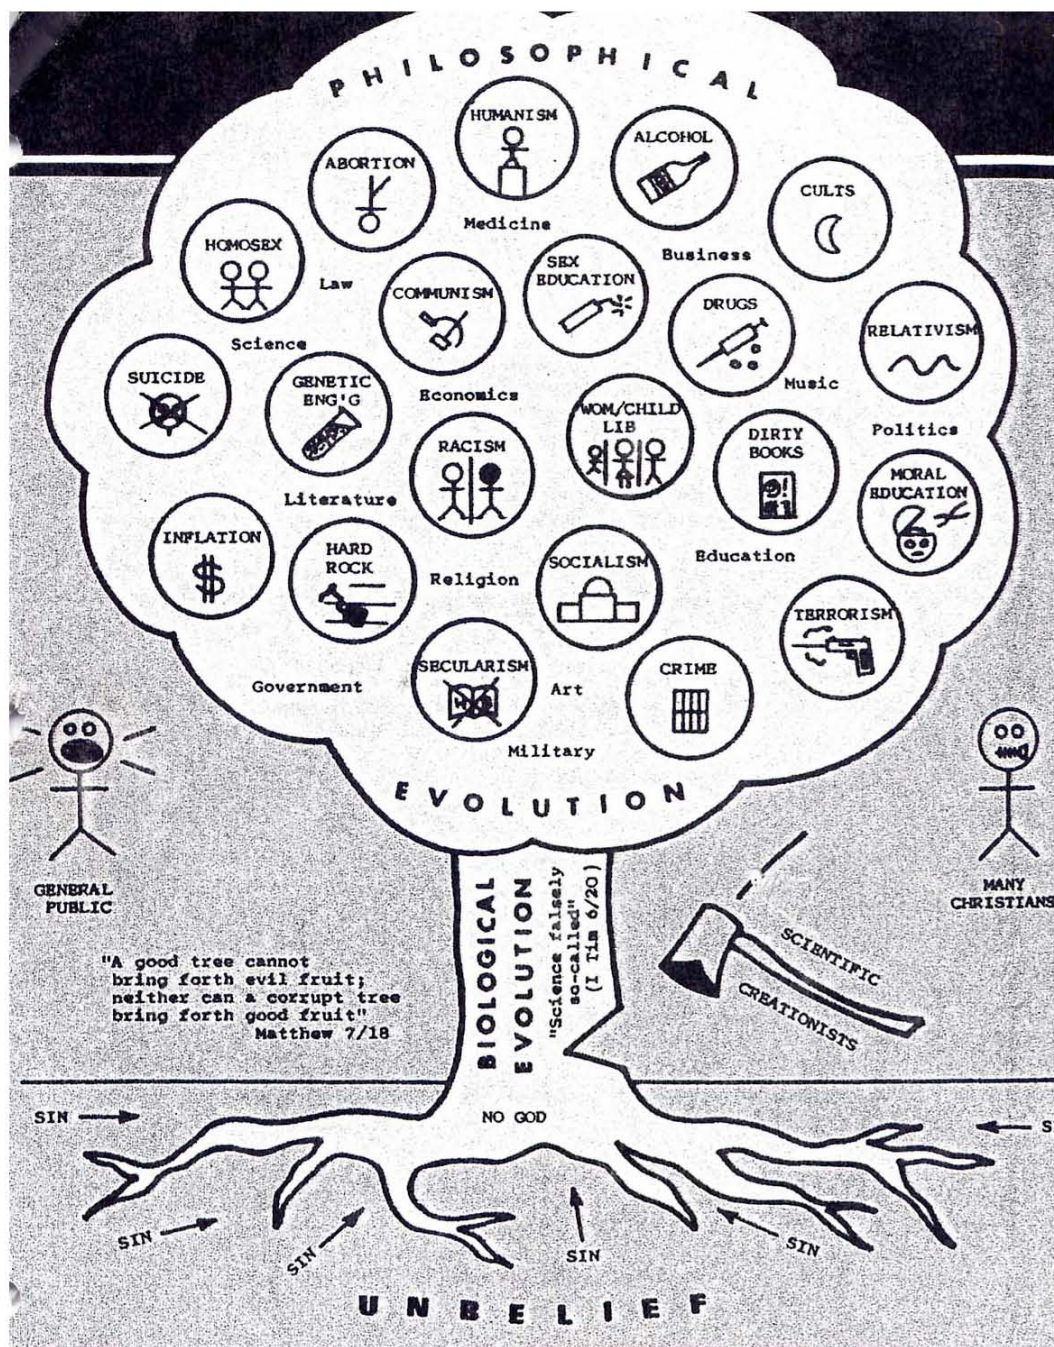 PHILOSOPHICAL
HUMANISM
ALCOHOL
ABORTION
CULTS
Medicine
HOMOSEX
Business
SEX
EDUCATION
Law
COMMUNISM
DRUGS
RELATIVISM
Science
SUICIDE
GENETIC
ENG'G
Music
Economics
WOM/CHILD
LIB
DIRTY
BOOKS
Politics
RACISM
MORAL
EDUCATION
Literature
INFLATION
HARD
ROCK
Religion
SOCIALISM
Education
TERRORISM
SECULARISM
CRIME
Government
Art
Military
EVOLUTION
GENERAL
PUBLIC
MANY
CHRISTIANS
BIOLOGICAL
EVOLUTION
"Science falsely
so-called"
(I Tim 6/20)
SCIENTIFIC
CREATIONISTS
"A good tree cannot
bring forth evil fruit;
neither can a corrupt tree
bring forth good fruit"
Matthew 7/18
NO GOD
SIN
SIN
SIN
SIN
SIN
UNBELIEF